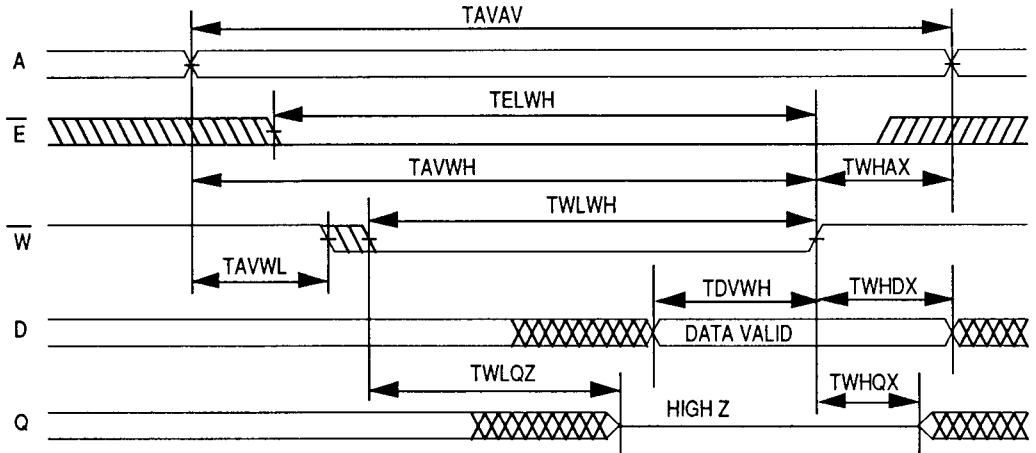 TAVAV
A
TELWH
E
TAVWH
TWHAX
TWLWH
W
TAVWL
TDVWH
TWHDX
D
DATA VALID
TWLQZ
TWHQX
HIGH Z
Q